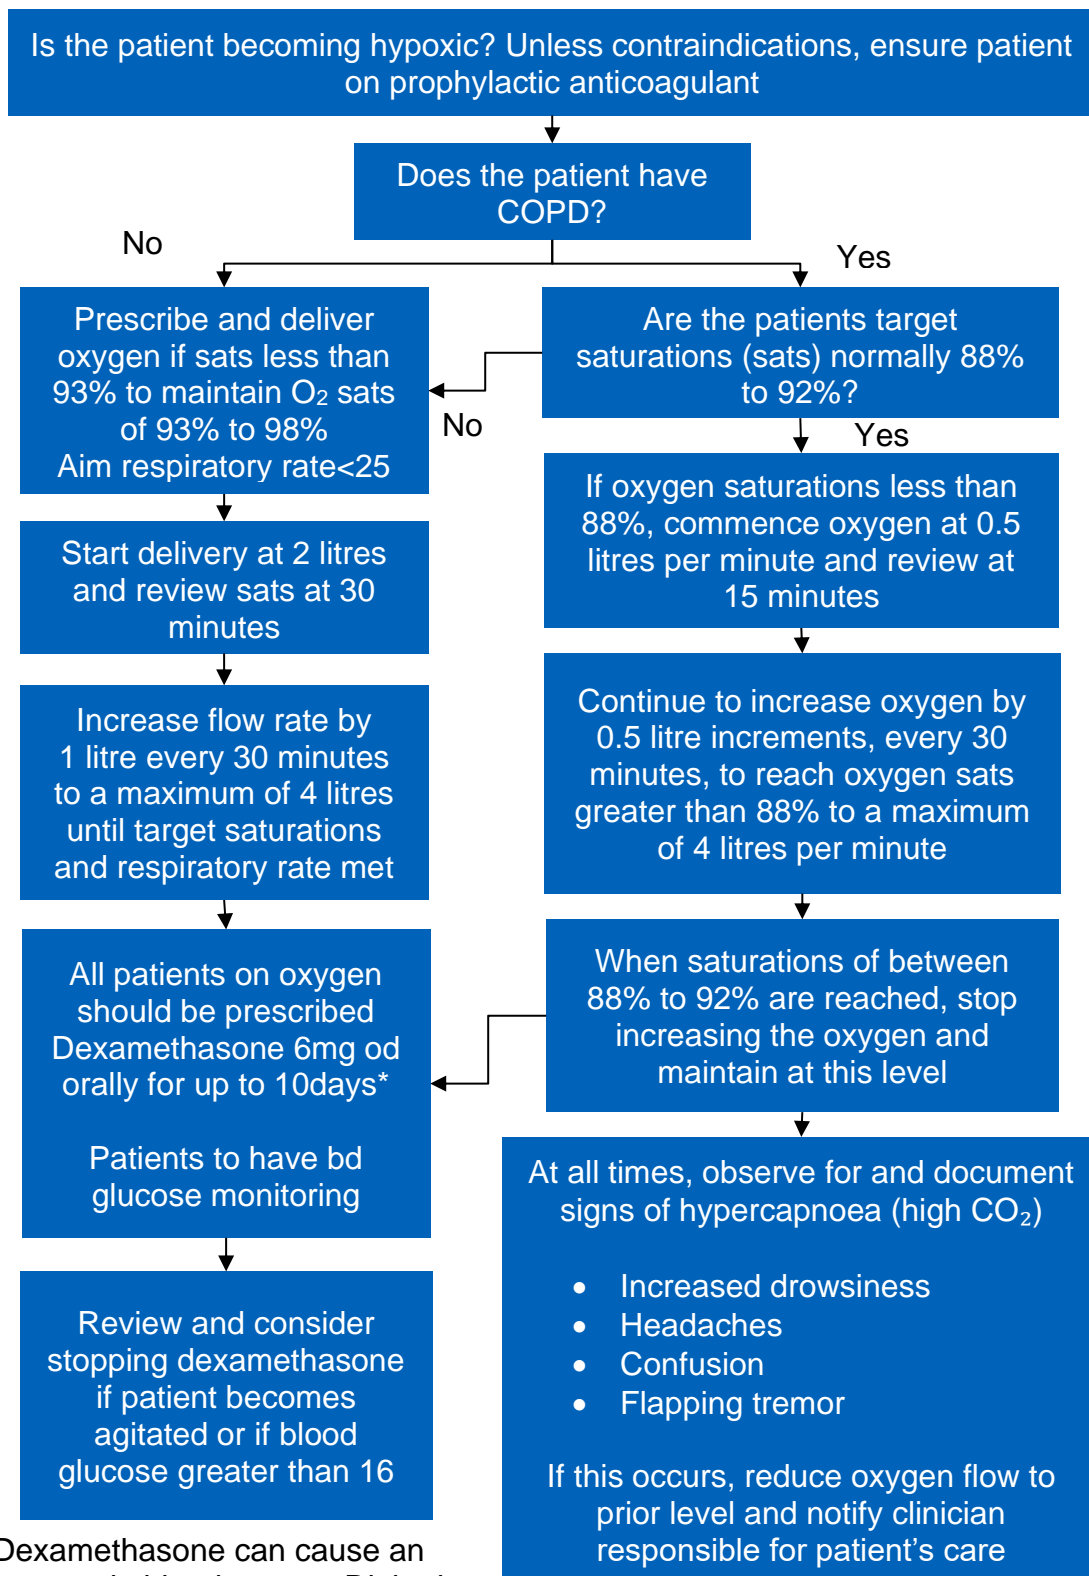 Is the patient becoming hypoxic? Unless contraindications, ensure patient
on prophylactic anticoagulant
Does the patient have
COPD?
No
Yes
Prescribe and deliver
oxygen if sats less than
93% to maintain O₂ sats
of 93% to 98%
Aim respiratory rate<25
Are the patients target
saturations (sats) normally 88%
to 92%?
No
Yes
Start delivery at 2 litres
and review sats at 30
minutes
If oxygen saturations less than
88%, commence oxygen at 0.5
litres per minute and review at
15 minutes
Increase flow rate by
1 litre every 30 minutes
to a maximum of 4 litres
until target saturations
and respiratory rate met
Continue to increase oxygen by
0.5 litre increments, every 30
minutes, to reach oxygen sats
greater than 88% to a maximum
of 4 litres per minute
All patients on oxygen
should be prescribed
Dexamethasone 6mg od
orally for up to 10days*
Patients to have bd
glucose monitoring
When saturations of between
88% to 92% are reached, stop
increasing the oxygen and
maintain at this level
Review and consider
stopping dexamethasone
if patient becomes
agitated or if blood
glucose greater than 16
At all times, observe for and document
signs of hypercapnoea (high CO₂)
• Increased drowsiness
• Headaches
• Confusion
• Flapping tremor
If this occurs, reduce oxygen flow to
prior level and notify clinician
responsible for patient's care
Dexamethasone can cause an